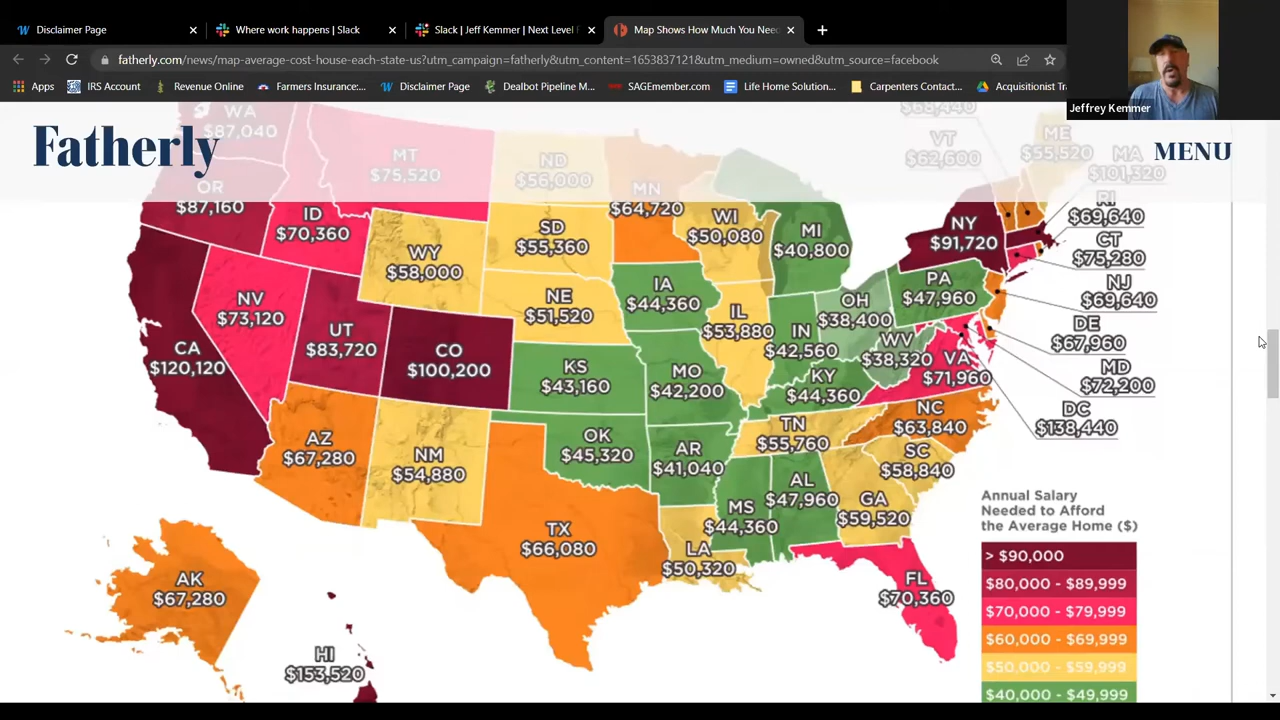 Disclaimer Page
Where work happens | Slack
Slack | Jeff Kemmer | Next Level F
Map Shows How Much You Need
fatherly.com/news/map-average-cost-house-each-state-us?utm_campaign=fatherly&utm_content=1653837121&utm_medium=owned&utm_source=facebook
Apps
IRS Account
Revenue Online
Farmers Insurance:...
Disclaimer Page
Dealbot Pipeline M...
SAGEmember.com
Life Home Solution...
Carpenters Contac...
Acquisitionist Tra
Jeffrey Kemmer
Fatherly
MENU
$68,440
WA
$87,040
MT
$75,520
ND
$56,000
MN
$64,720
VT
$62,600
ME
$55,520
MA
$101,320
OR
$87,160
ID
$70,360
WY
$58,000
SD
$55,360
WI
$50,080
MI
$40,800
NY
$91,720
RI
$69,640
CT
$75,280
NJ
$69,640
DE
$67,960
MD
$72,200
DC
$138,440
NV
$73,120
UT
$83,720
CO
$100,200
NE
$51,520
IA
$44,360
IL
$53,880
IN
$42,560
OH
$38,400
PA
$47,960
WV
$38,320
VA
$71,960
CA
$120,120
KS
$43,160
MO
$42,200
KY
$44,360
NC
$63,840
TN
$55,760
SC
$58,840
AZ
$67,280
NM
$54,880
OK
$45,320
AR
$41,040
MS
$44,360
AL
$47,960
GA
$59,520
TX
$66,080
LA
$50,320
FL
$70,360
AK
$67,280
HI
$153,520
Annual Salary
Needed to Afford
the Average Home ($)
> $90,000
$80,000 - $89,999
$70,000 - $79,999
$60,000 - $69,999
$50,000 - $59,999
$40,000 - $49,999